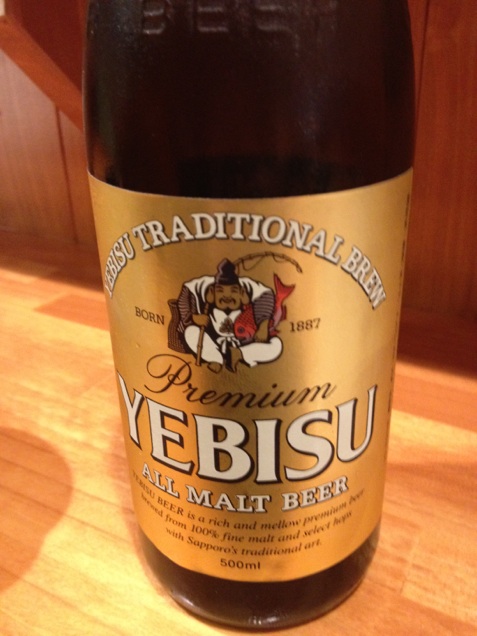 BEER
YEBISU TRADITIONAL BREW
BORN 1887
Premium
YEBISU
ALL MALT BEER
YEBISU BEER is a rich and mellow premium beer
brewed from 100% fine malt and select hops
with Sapporo's traditional art.
500ml